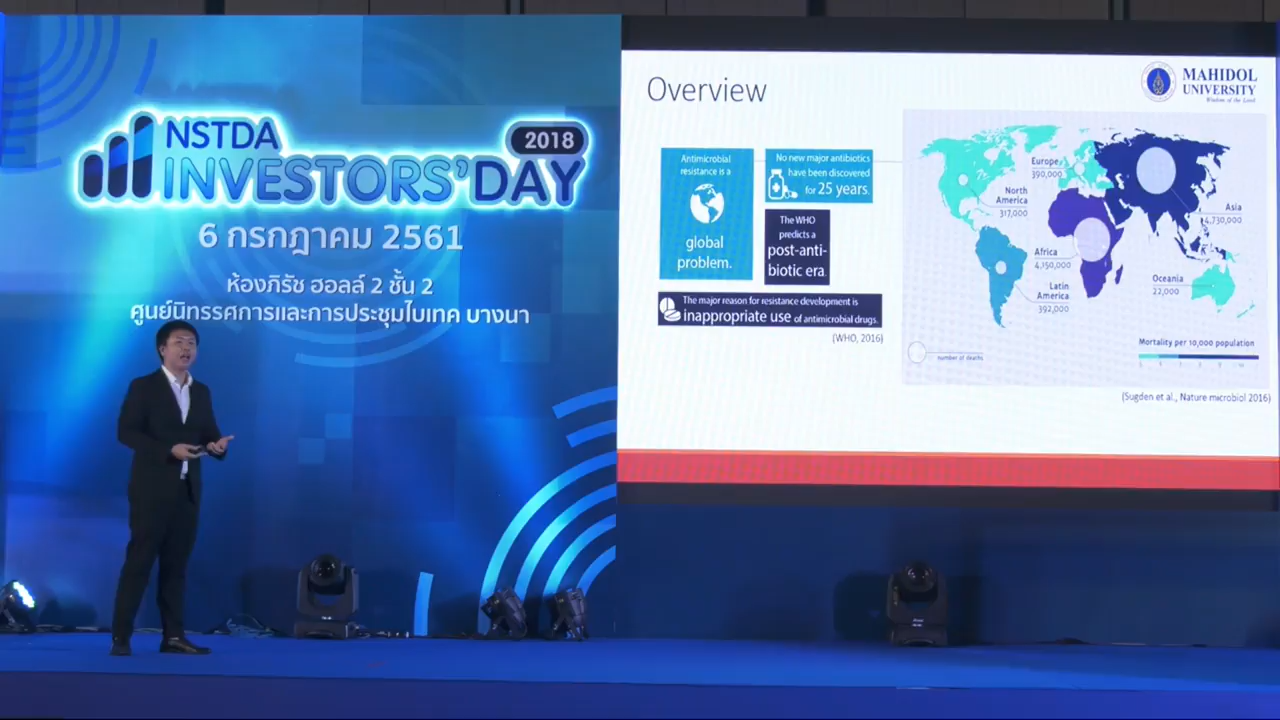 NSTDA
2018
INVESTORS'DAY
6 กรกฎาคม 2561
ห้องภิรัช ฮอลล์ 2 ชั้น 2
ศูนย์นิทรรศการและการประชุมไบเทค บางนา
Overview
MAHIDOL
UNIVERSITY
Wisdom of the Land
Antimicrobial
resistance is a
global
problem.
No new major antibiotics
have been discovered
for 25 years.
The WHO
predicts a
post-anti-
biotic era.
The major reason for resistance development is
inappropriate use of antimicrobial drugs.
(WHO, 2016)
Europe
390,000
North
America
317,000
Asia
4,730,000
Africa
4,150,000
Latin
America
392,000
Oceania
22,000
Mortality per 10,000 population
number of deaths
(Sugden et al., Nature microbiol 2016)